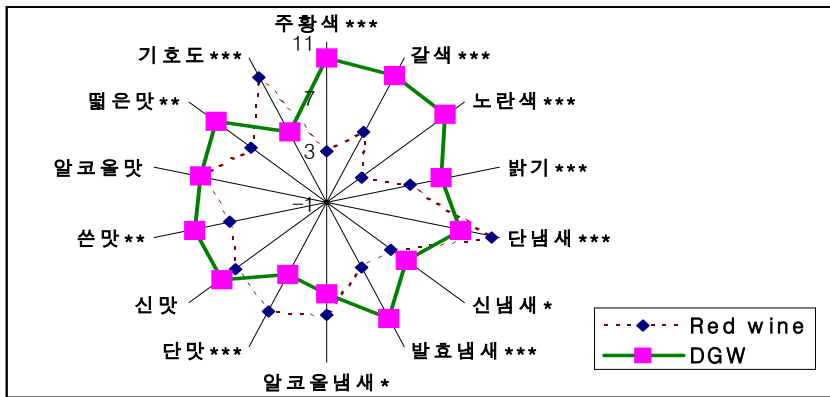 주황색***
갈색***
노란색***
밝기***
단냄새***
신냄새*
발효냄새***
알코올냄새*
단맛***
신맛
쓴맛**
알코올맛
떫은맛**
기호도***
11
7
3
-1
Red wine
DGW